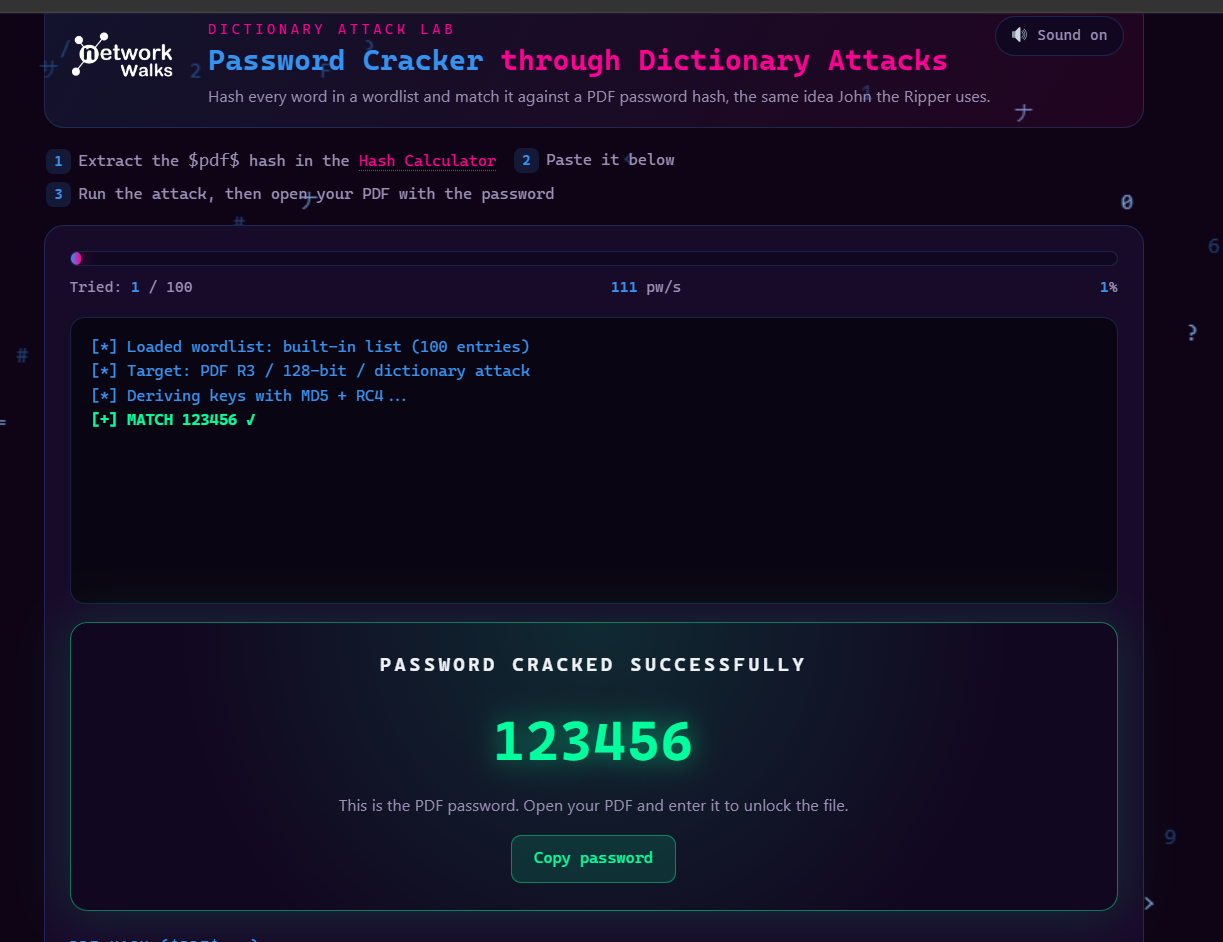 DICTIONARY ATTACK LAB
Sound on
network
Walks
Password Cracker through Dictionary Attacks
Hash every word in a wordlist and match it against a PDF password hash, the same idea John the Ripper uses.
1 Extract the $pdf$ hash in the Hash Calculator 2 Paste it below
3 Run the attack, then open your PDF with the password
Tried: 1 / 100 111 pw/s 1%
[*] Loaded wordlist: built-in list (100 entries)
[*] Target: PDF R3 / 128-bit / dictionary attack
[*] Deriving keys with MD5 + RC4...
[+] MATCH 123456 ✓
PASSWORD CRACKED SUCCESSFULLY
123456
This is the PDF password. Open your PDF and enter it to unlock the file.
Copy password